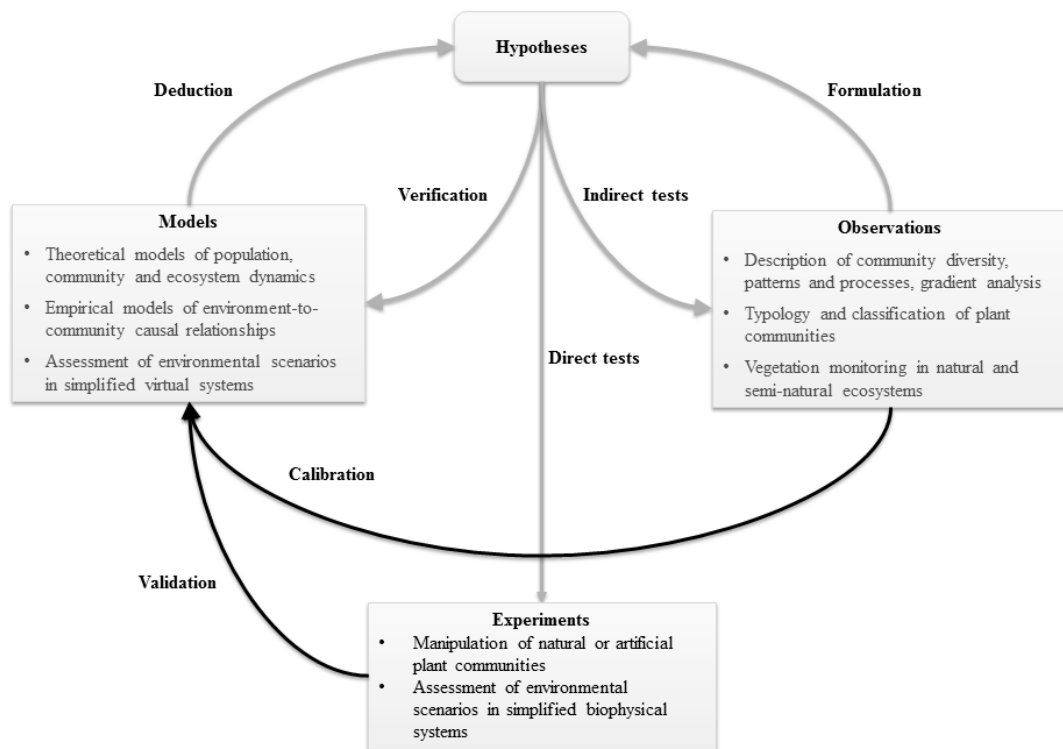 Hypotheses
Deduction
Formulation
Verification
Indirect tests
Models
• Theoretical models of population,
community and ecosystem dynamics
• Empirical models of environment-to-
community causal relationships
• Assessment of environmental scenarios
in simplified virtual systems
Observations
• Description of community diversity,
patterns and processes, gradient analysis
• Typology and classification of plant
communities
• Vegetation monitoring in natural and
semi-natural ecosystems
Direct tests
Calibration
Validation
Experiments
• Manipulation of natural or artificial
plant communities
• Assessment of environmental
scenarios in simplified biophysical
systems